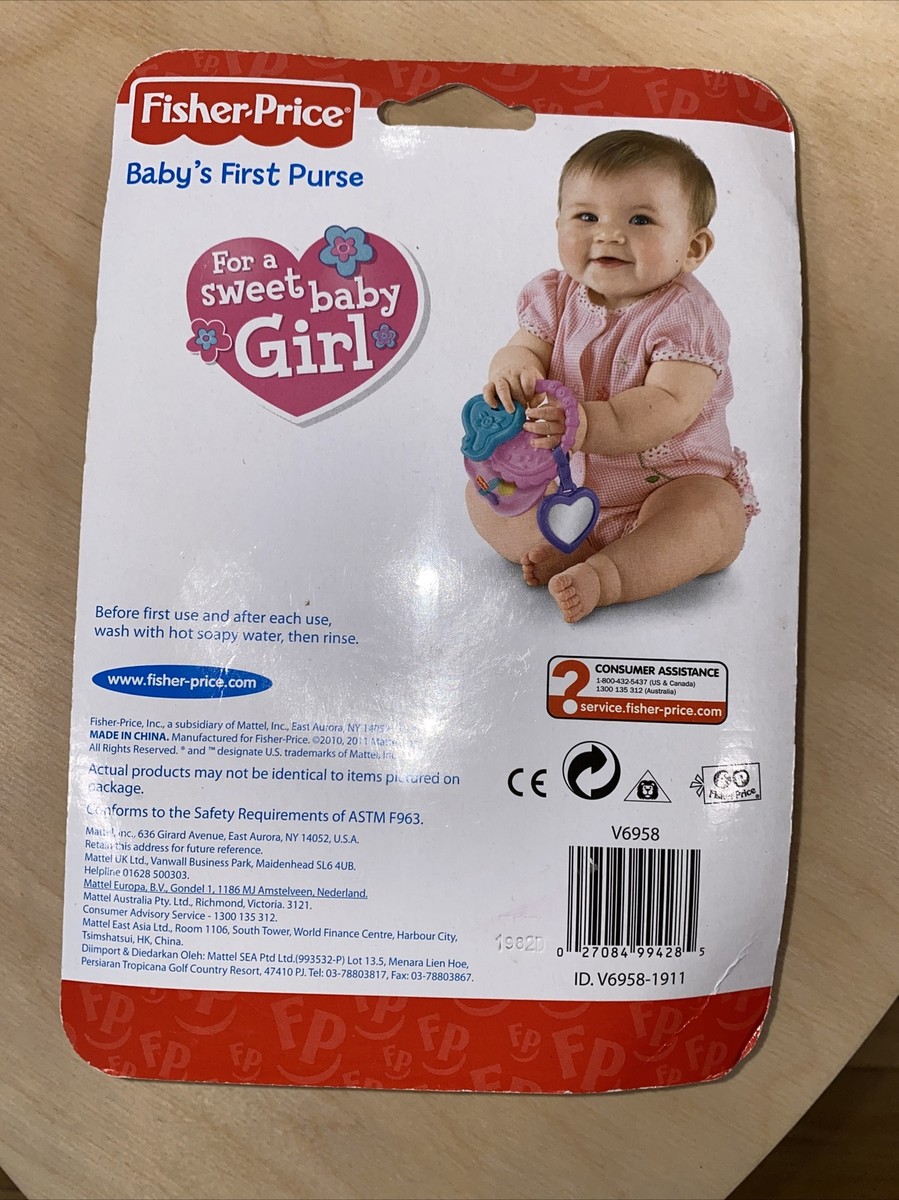 Fisher-Price®
Baby's First Purse
For a
sweet baby
Girl
Before first use and after each use,
wash with hot soapy water, then rinse.
www.fisher-price.com
CONSUMER ASSISTANCE
1-800-432-5437 (US & Canada)
1300 135 312 (Australia)
service.fisher-price.com
Fisher-Price, Inc., a subsidiary of Mattel, Inc., East Aurora, NY
MADE IN CHINA. Manufactured for Fisher-Price. ©2010, 2011
All Rights Reserved. ® and ™ designate U.S. trademarks of Mattel,
Actual products may not be identical to items pictured on
package.
Conforms to the Safety Requirements of ASTM F963.
Mattel, Inc., 636 Girard Avenue, East Aurora, NY 14052, U.S.A.
Retain this address for future reference.
Mattel UK Ltd., Vanwall Business Park, Maidenhead SL6 4UB.
Helpline 01628 500303.
Mattel Europa, B.V., Gondel 1, 1186 MJ Amstelveen, Nederland.
Mattel Australia Pty. Ltd., Richmond, Victoria. 3121.
Consumer Advisory Service - 1300 135 312.
Mattel East Asia Ltd., Room 1106, South Tower, World Finance Centre, Harbour City,
Tsimshatsui, HK, China.
Diimport & Diedarkan Oleh: Mattel SEA Ptd Ltd.(993532-P) Lot 13.5, Menara Lien Hoe,
Persiaran Tropicana Golf Country Resort, 47410 PJ. Tel: 03-78803817, Fax: 03-78803867.
CE
Fisher Price®
V6958
1982D
0 27084 99428 5
ID. V6958-1911